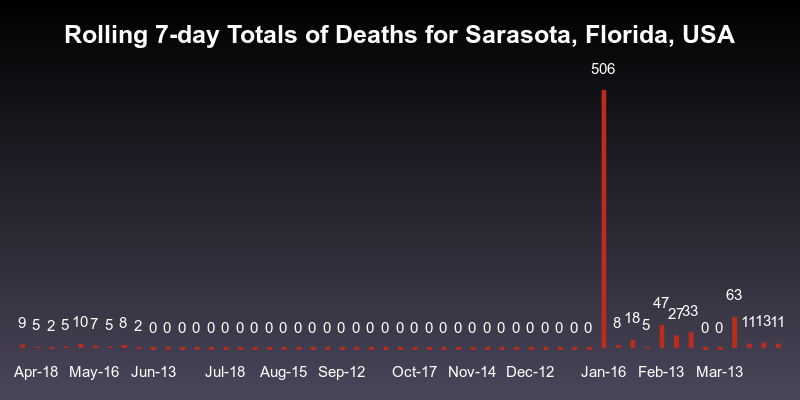 Rolling 7-day Totals of Deaths for Sarasota, Florida, USA
9 5 2 5 10 7 5 8 2 0 0 0 0 0 0 0 0 0 0 0 0 0 0 0 0 0 0 0 0 0 0 0 0 0 0 0 0 0 0 0 506 8 18 5 47 27 33 0 0 63 11 13 11
Apr-18 May-16 Jun-13 Jul-18 Aug-15 Sep-12 Oct-17 Nov-14 Dec-12 Jan-16 Feb-13 Mar-13